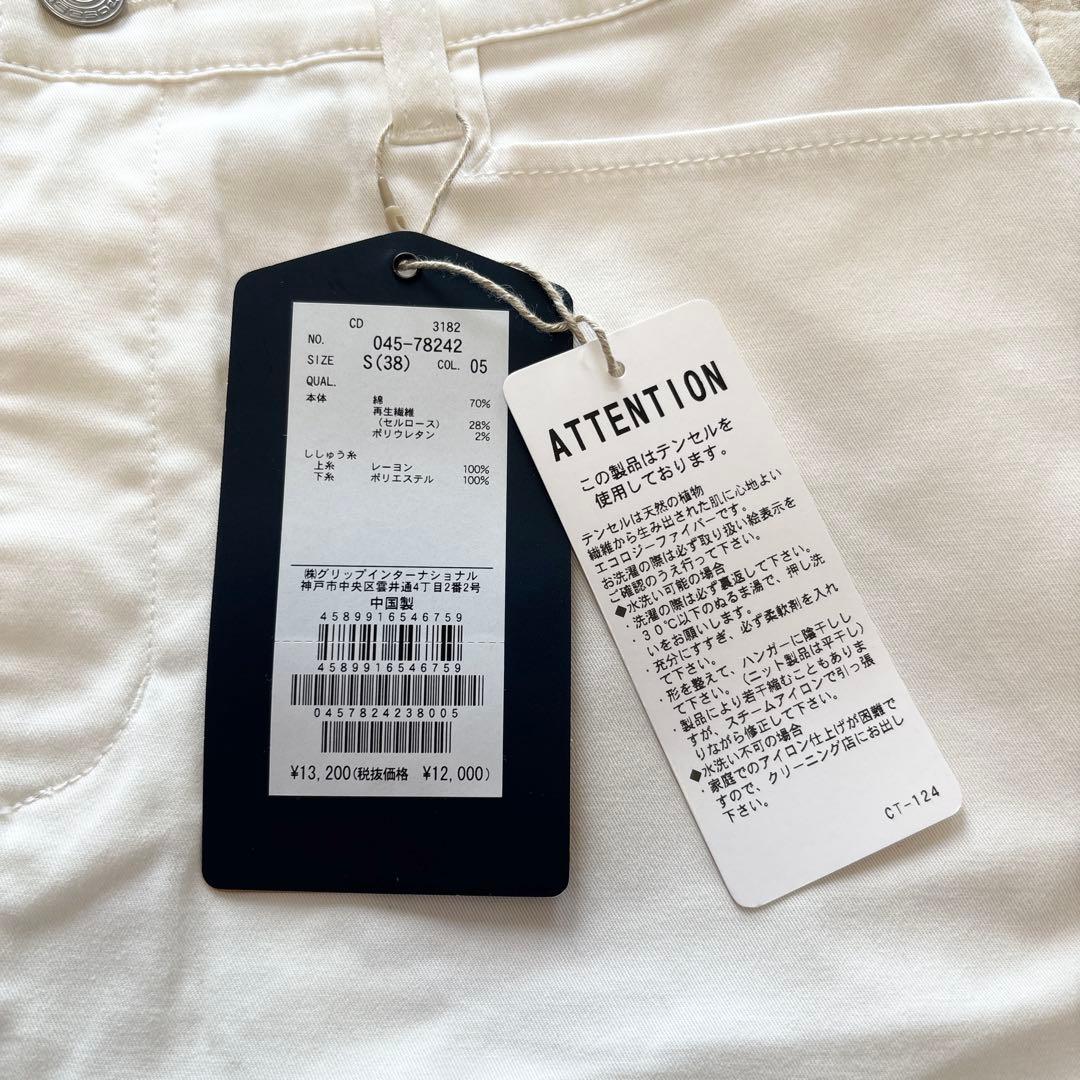 CD 3182
NO. 045-78242
SIZE S(38) COL. 05
QUAL.
本体 綿 70%
再生繊維
(セルロース) 28%
ポリウレタン 2%
ししゅう糸
上糸 レーヨン 100%
下糸 ポリエステル 100%
㈱グリップインターナショナル
神戸市中央区雲井通4丁目2番2号
中国製
4589916546759
4589916546759
0457824238005
¥13,200(税抜価格 ¥12,000)
ATTENTION
この製品はテンセルを
使用しております。
テンセルは天然の植物
繊維から生み出された肌に心地よい
エコロジーファイバーです。
お洗濯の際は必ず取り扱い絵表示を
ご確認のうえ行って下さい。
◆水洗い可能の場合
・洗濯の際は必ず裏返して下さい。
・30℃以下のぬるま湯で、押し洗
いをお願いします。
・充分にすすぎ、必ず柔軟剤を入れ
て下さい。
・形を整えて、ハンガーに陰干しし
て下さい。(ニット製品は平干し)
・製品により若干縮むこともありま
すが、スチームアイロンで引っ張
りながら修正して下さい。
◆水洗い不可の場合
・家庭でのアイロン仕上げが困難で
すので、クリーニング店にお出し
下さい。
CT-124